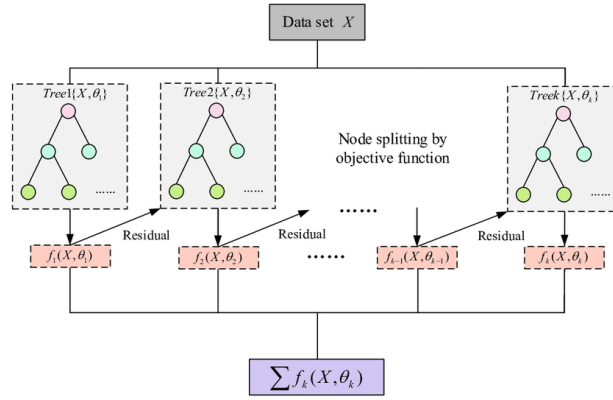 Data set X
Tree1{X,θ₁}
Tree2{X,θ₂}
Treek{X,θₖ}
Node splitting by
objective function
......
......
......
......
Residual
Residual
Residual
f₁(X,θ₁)
f₂(X,θ₂)
......
fₖ₋₁(X,θₖ₋₁)
fₖ(X,θₖ)
∑ fₖ(X,θₖ)